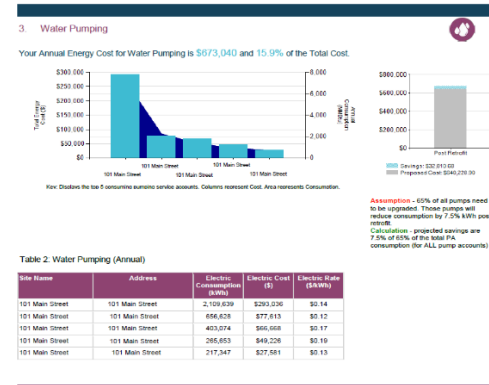 3. Water Pumping
Your Annual Energy Cost for Water Pumping is $673,040 and 15.9% of the Total Cost.
$300,000
$250,000
$200,000
$150,000
$100,000
$50,000
$0
Total Energy
Cost ($)
8,000
6,000
4,000
2,000
0
Annual
Consumption
101 Main Street
101 Main Street
101 Main Street
101 Main Street
101 Main Street
Key: Displays the top 5 consuming pumping service accounts. Columns represent Cost. Area represents Consumption.
$800,000
$600,000
$400,000
$200,000
$0
Post Retrofit
Savings: $32,810.00
Proposed Cost: $640,229.00
Assumption - 65% of all pumps need
to be upgraded. Those pumps will
reduce consumption by 7.5% kWh pos
retrofit.
Calculation - projected savings are
7.5% of 65% of the total PA
consumption (for ALL pump accounts)
Table 2: Water Pumping (Annual)
Site Name Address Electric Consumption (kWh) Electric Cost ($) Electric Rate ($/kWh)
101 Main Street 101 Main Street 2,109,639 $293,036 $0.14
101 Main Street 101 Main Street 656,628 $77,613 $0.12
101 Main Street 101 Main Street 403,074 $66,668 $0.17
101 Main Street 101 Main Street 265,653 $49,226 $0.19
101 Main Street 101 Main Street 217,347 $27,581 $0.13